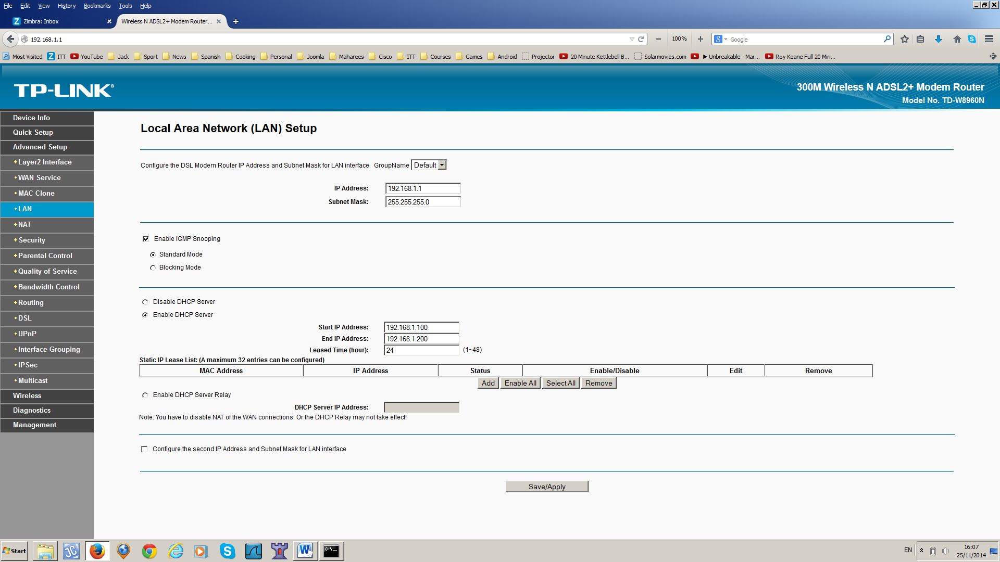 File Edit View History Bookmarks Tools Help
Zimbra: Inbox
Wireless N ADSL2+ Modem Router...
192.168.1.1
100%
Google
Most Visited ITT YouTube Jack Sport News Spanish Cooking Personal Joomla Maharees Cisco ITT Courses Games Android Projector 20 Minute Kettlebell B... Solarmovies.com ▶ Unbreakable - Mar... Roy Keane Full 20 Min...
TP-LINK®
300M Wireless N ADSL2+ Modem Router
Model No. TD-W8960N
Device Info
Quick Setup
Advanced Setup
+Layer2 Interface
•WAN Service
•MAC Clone
•LAN
+NAT
+Security
+Parental Control
+Quality of Service
+Bandwidth Control
+Routing
•DSL
•UPnP
•Interface Grouping
•IPSec
•Multicast
Wireless
Diagnostics
Management
Local Area Network (LAN) Setup
Configure the DSL Modem Router IP Address and Subnet Mask for LAN interface. GroupName Default
IP Address: 192.168.1.1
Subnet Mask: 255.255.255.0
Enable IGMP Snooping
Standard Mode
Blocking Mode
Disable DHCP Server
Enable DHCP Server
Start IP Address: 192.168.1.100
End IP Address: 192.168.1.200
Leased Time (hour): 24 (1~48)
Static IP Lease List: (A maximum 32 entries can be configured)
MAC Address IP Address Status Enable/Disable Edit Remove
Add Enable All Select All Remove
Enable DHCP Server Relay
DHCP Server IP Address:
Note: You have to disable NAT of the WAN connections. Or the DHCP Relay may not take effect!
Configure the second IP Address and Subnet Mask for LAN interface
Save/Apply
Start
EN
16:07
25/11/2014